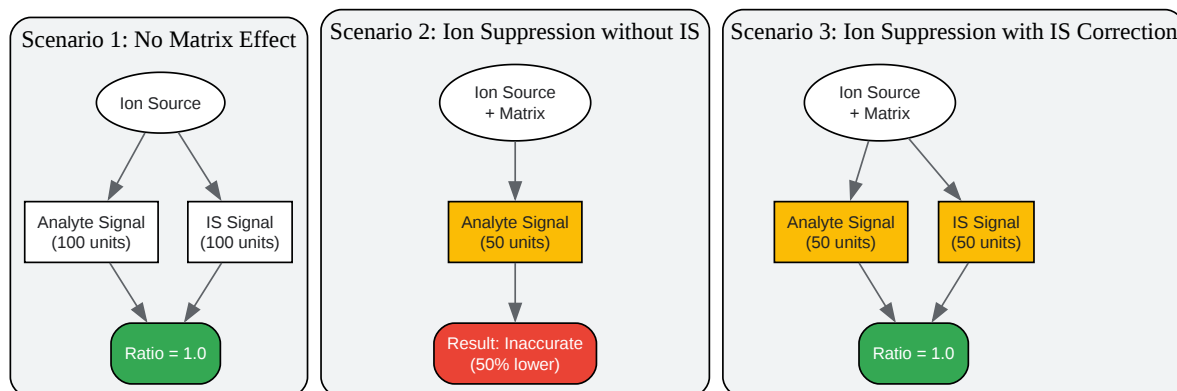 Scenario 1: No Matrix Effect
Ion Source
Analyte Signal
(100 units)
IS Signal
(100 units)
Ratio = 1.0
Scenario 2: Ion Suppression without IS
Ion Source
+ Matrix
Analyte Signal
(50 units)
Result: Inaccurate
(50% lower)
Scenario 3: Ion Suppression with IS Correction
Ion Source
+ Matrix
Analyte Signal
(50 units)
IS Signal
(50 units)
Ratio = 1.0